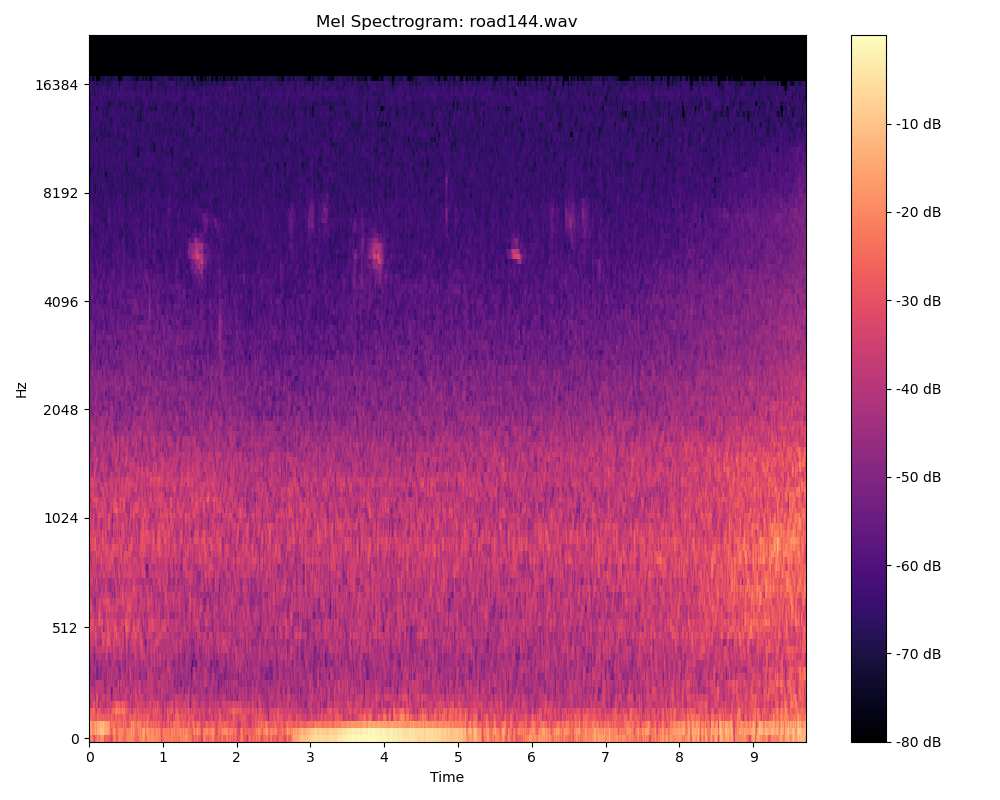 Mel Spectrogram: road144.wav
16384
8192
4096
2048
1024
512
0
Hz
0 1 2 3 4 5 6 7 8 9
Time
-10 dB
-20 dB
-30 dB
-40 dB
-50 dB
-60 dB
-70 dB
-80 dB